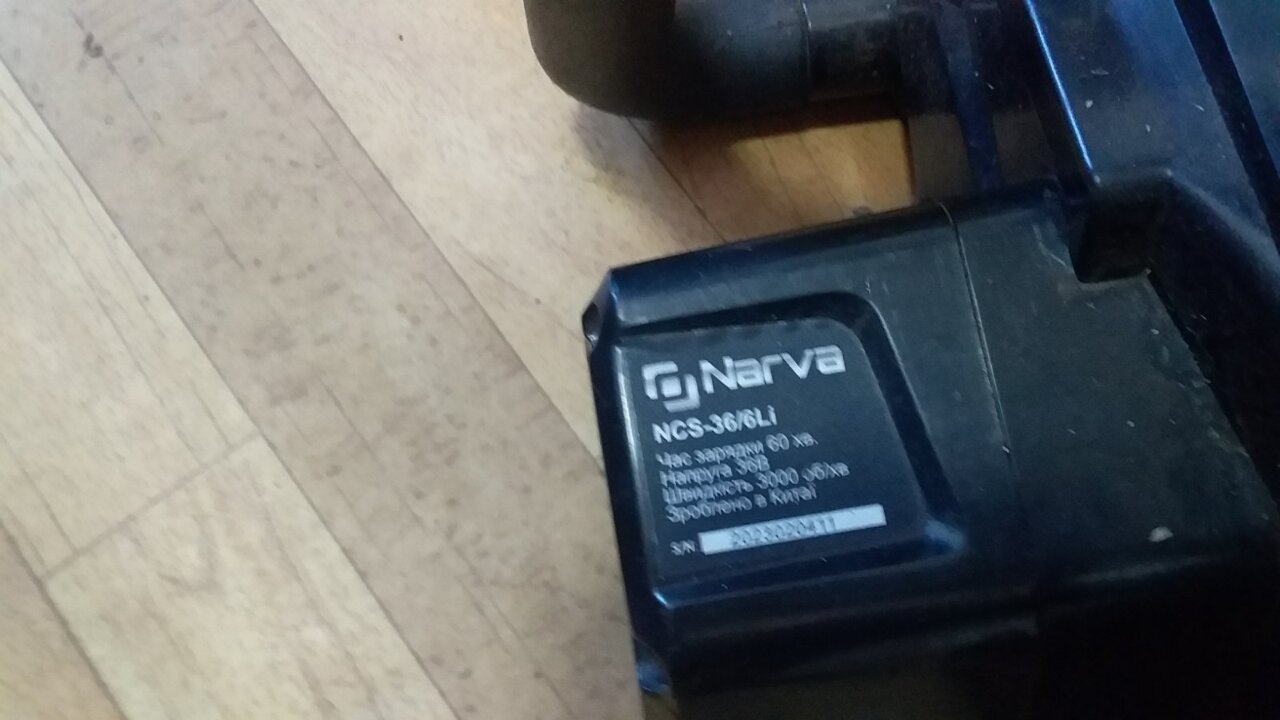 Narva
NCS-36/6Li
Час зарядки 60 хв.
Напруга 36В
Швидкість 3000 об/хв
Зроблено в Китаї
S/N 2023020411